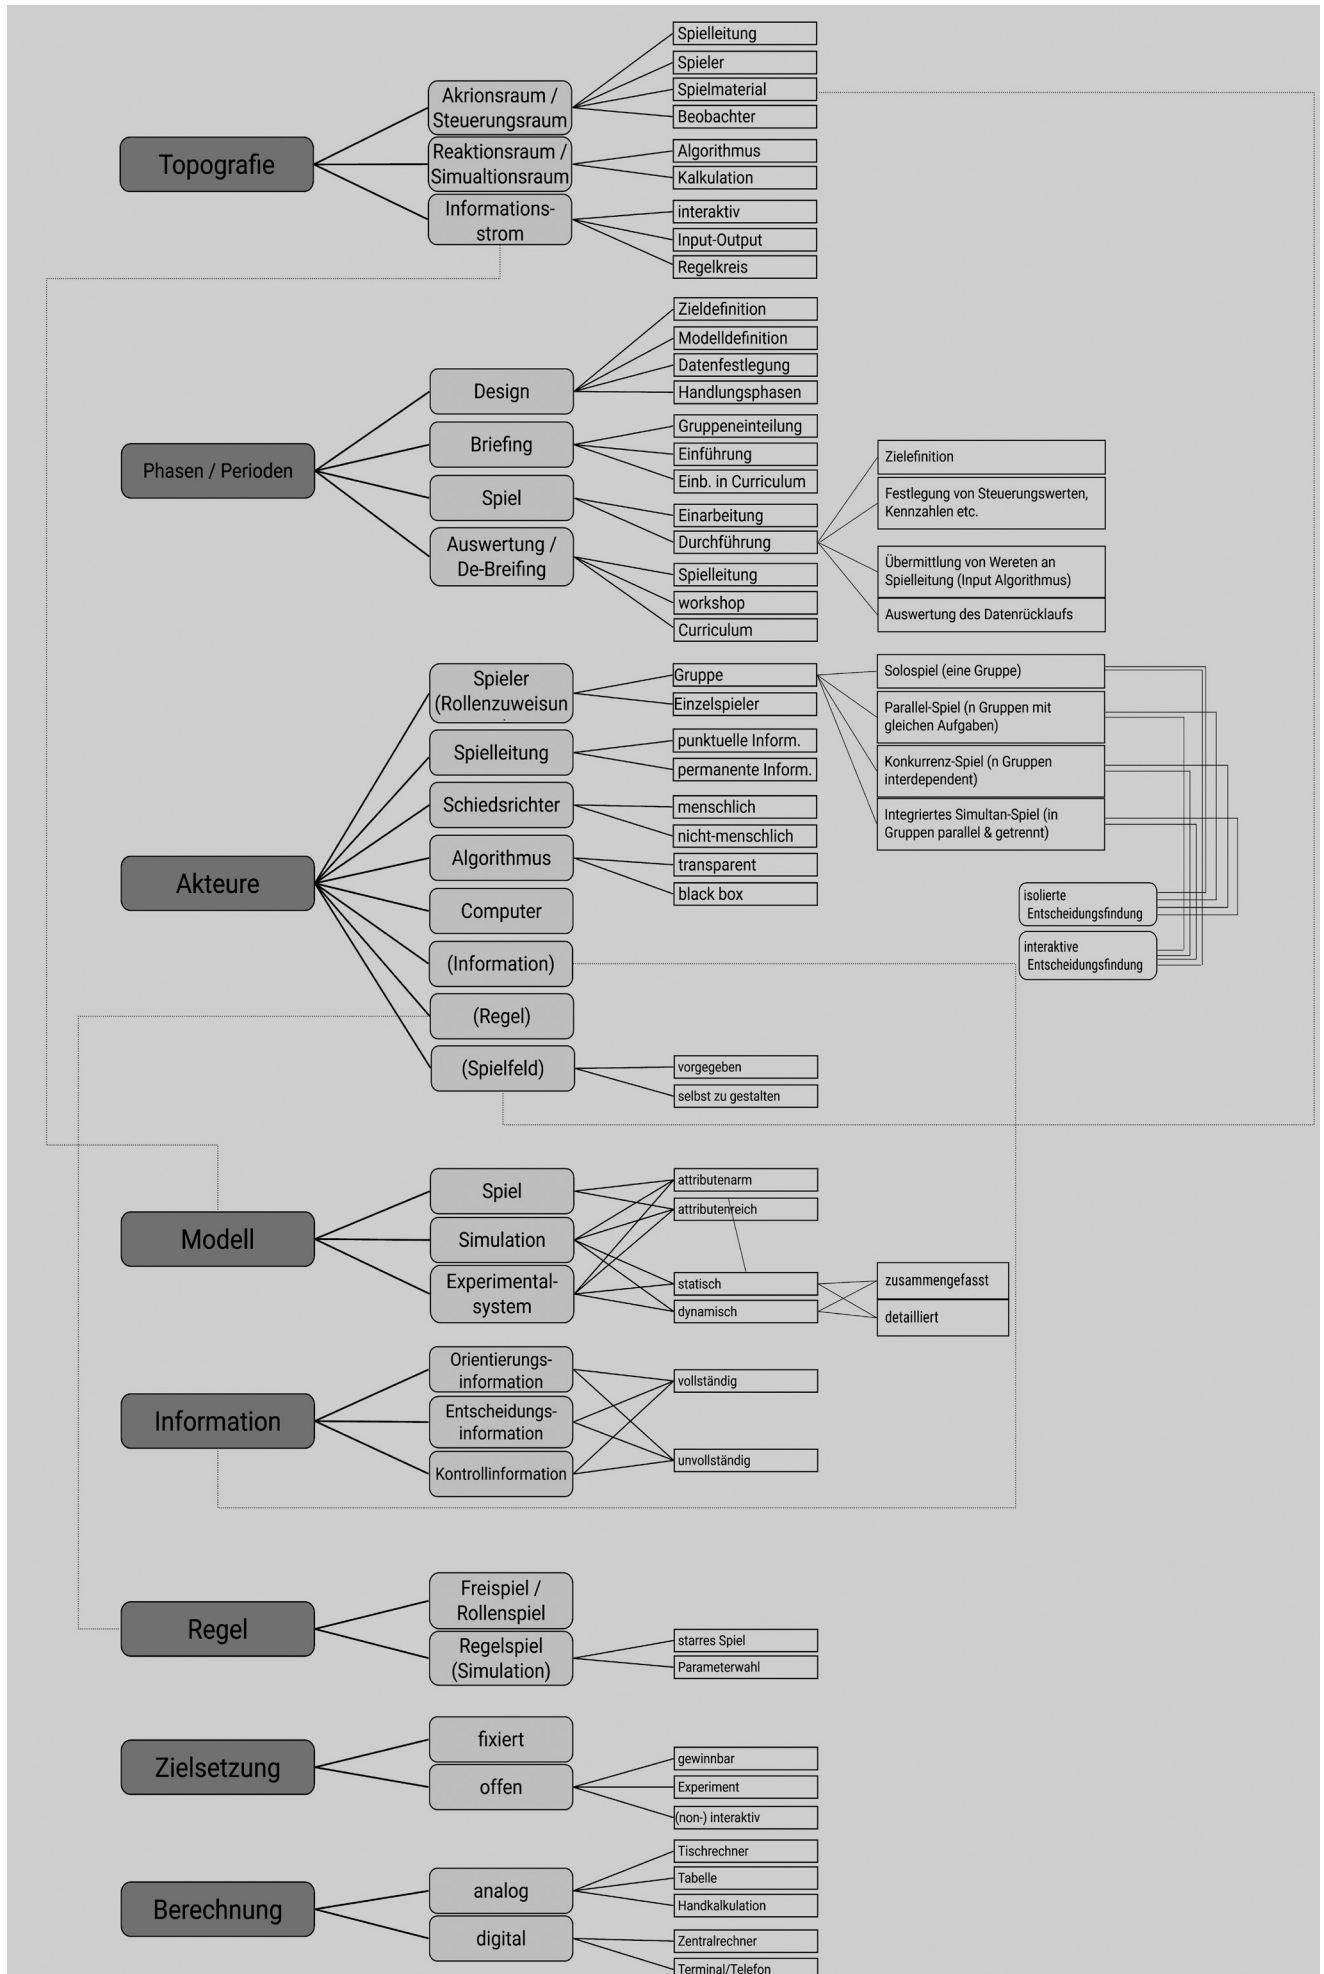 Topografie
Akrionsraum /
Steuerungsraum
Spielleitung
Spieler
Spielmaterial
Beobachter
Reaktionsraum /
Simualtionsraum
Algorithmus
Kalkulation
Informations-
strom
interaktiv
Input-Output
Regelkreis
Phasen / Perioden
Design
Zieldefinition
Modelldefinition
Datenfestlegung
Handlungsphasen
Briefing
Gruppeneinteilung
Einführung
Einb. in Curriculum
Spiel
Einarbeitung
Durchführung
Zielefinition
Festlegung von Steuerungswerten,
Kennzahlen etc.
Übermittlung von Wereten an
Spielleitung (Input Algorithmus)
Auswertung des Datenrücklaufs
Auswertung /
De-Breifing
Spielleitung
workshop
Curriculum
Akteure
Spieler
(Rollenzuweisun
Gruppe
Einzelspieler
Solospiel (eine Gruppe)
Parallel-Spiel (n Gruppen mit
gleichen Aufgaben)
Konkurrenz-Spiel (n Gruppen
interdependent)
Integriertes Simultan-Spiel (in
Gruppen parallel & getrennt)
isolierte
Entscheidungsfindung
interaktive
Entscheidungsfindung
Spielleitung
punktuelle Inform.
permanente Inform.
Schiedsrichter
menschlich
nicht-menschlich
Algorithmus
transparent
black box
Computer
(Information)
(Regel)
(Spielfeld)
vorgegeben
selbst zu gestalten
Modell
Spiel
Simulation
Experimental-
system
attributenarm
attributenreich
statisch
dynamisch
zusammengefasst
detailliert
Information
Orientierungs-
information
Entscheidungs-
information
Kontrollinformation
vollständig
unvollständig
Regel
Freispiel /
Rollenspiel
Regelspiel
(Simulation)
starres Spiel
Parameterwahl
Zielsetzung
fixiert
offen
gewinnbar
Experiment
(non-) interaktiv
Berechnung
analog
Tischrechner
Tabelle
Handkalkulation
digital
Zentralrechner
Terminal/Telefon